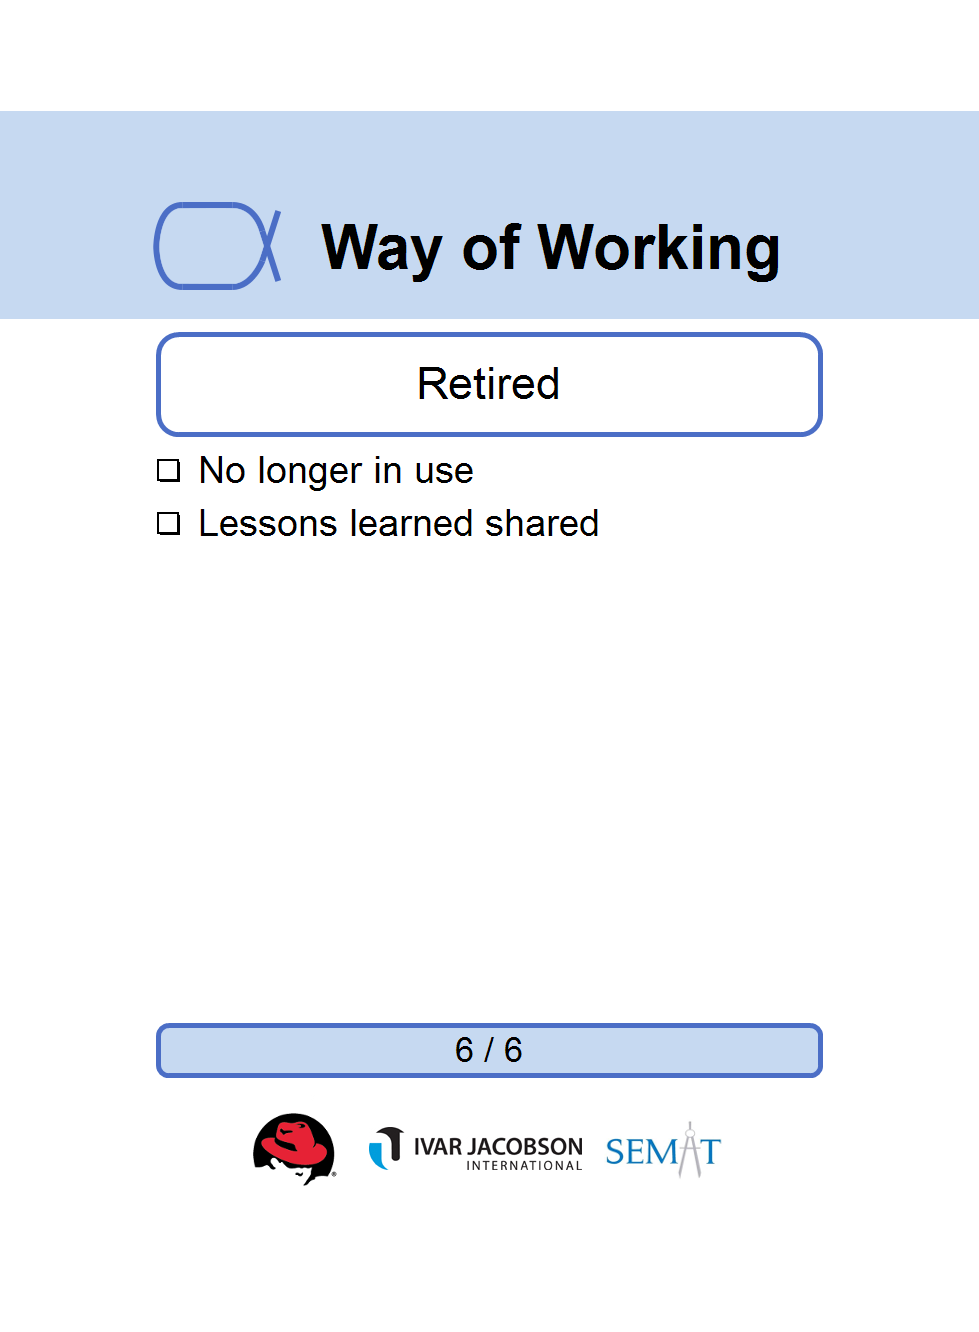 Way of Working
Retired
No longer in use
Lessons learned shared
6 / 6
IVAR JACOBSON
INTERNATIONAL
SEMAT